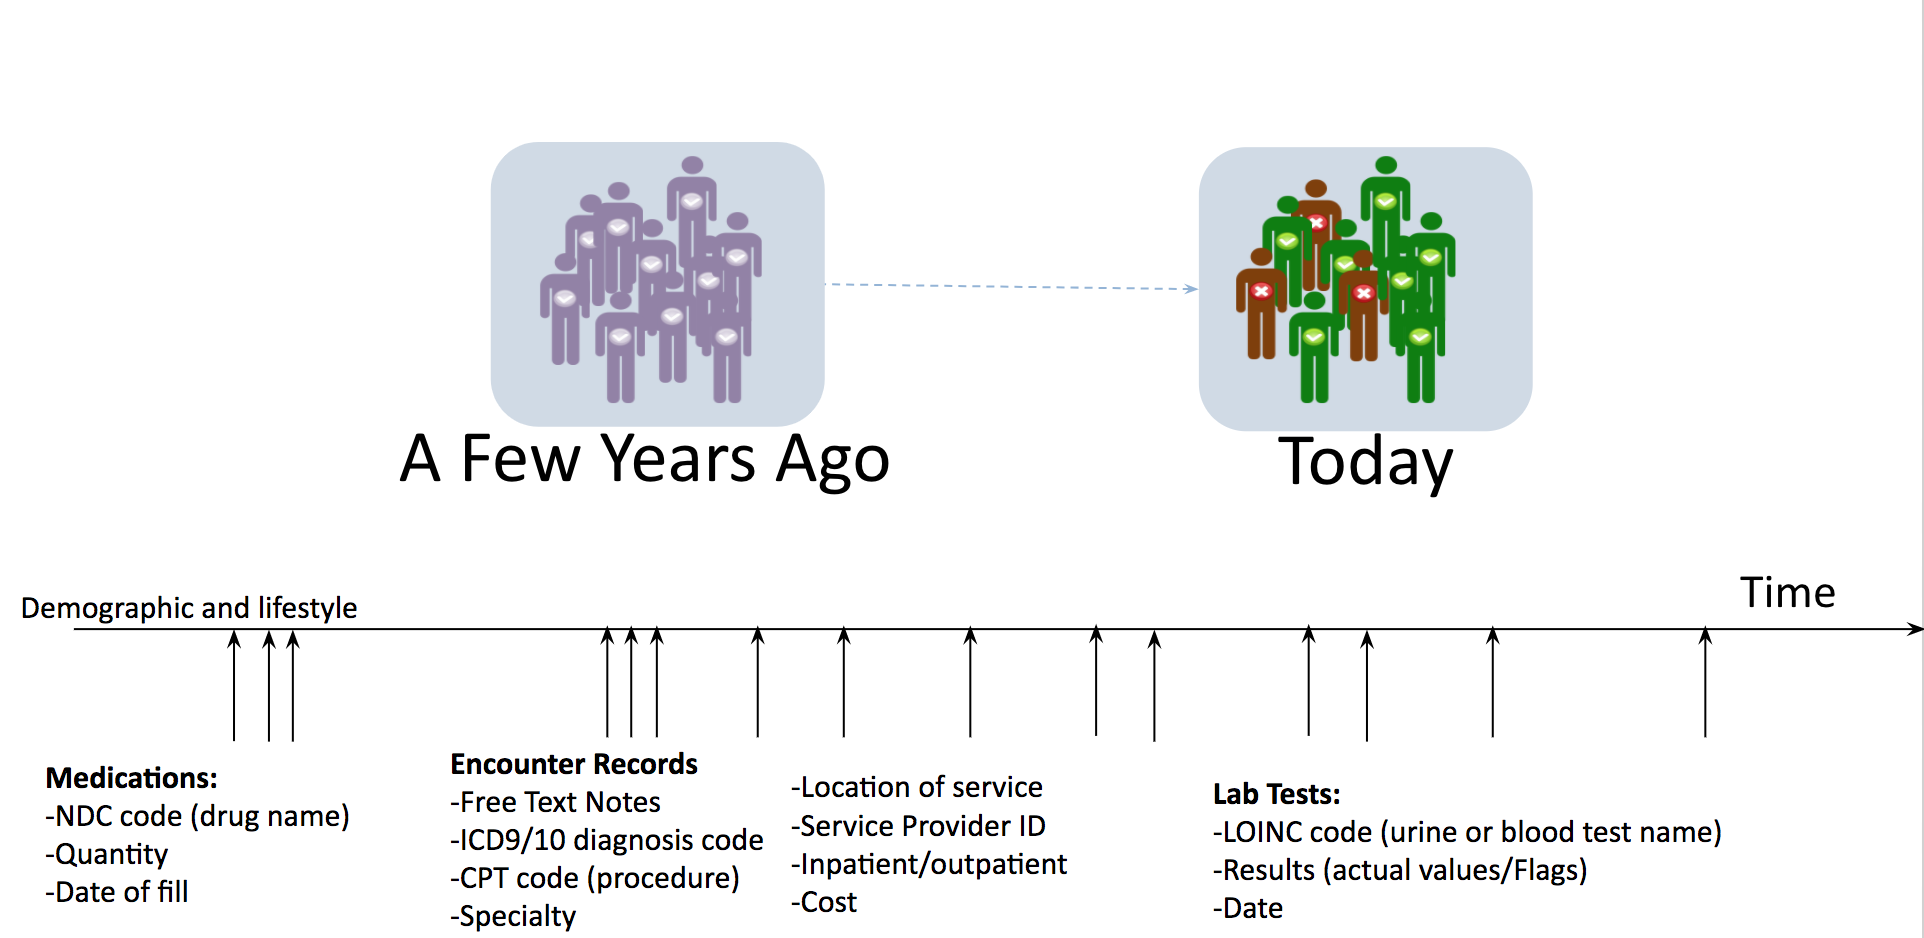 A Few Years Ago
Today
Time
Demographic and lifestyle
Medications:
-NDC code (drug name)
-Quantity
-Date of fill
Encounter Records
-Free Text Notes
-ICD9/10 diagnosis code
-CPT code (procedure)
-Specialty
-Location of service
-Service Provider ID
-Inpatient/outpatient
-Cost
Lab Tests:
-LOINC code (urine or blood test name)
-Results (actual values/Flags)
-Date